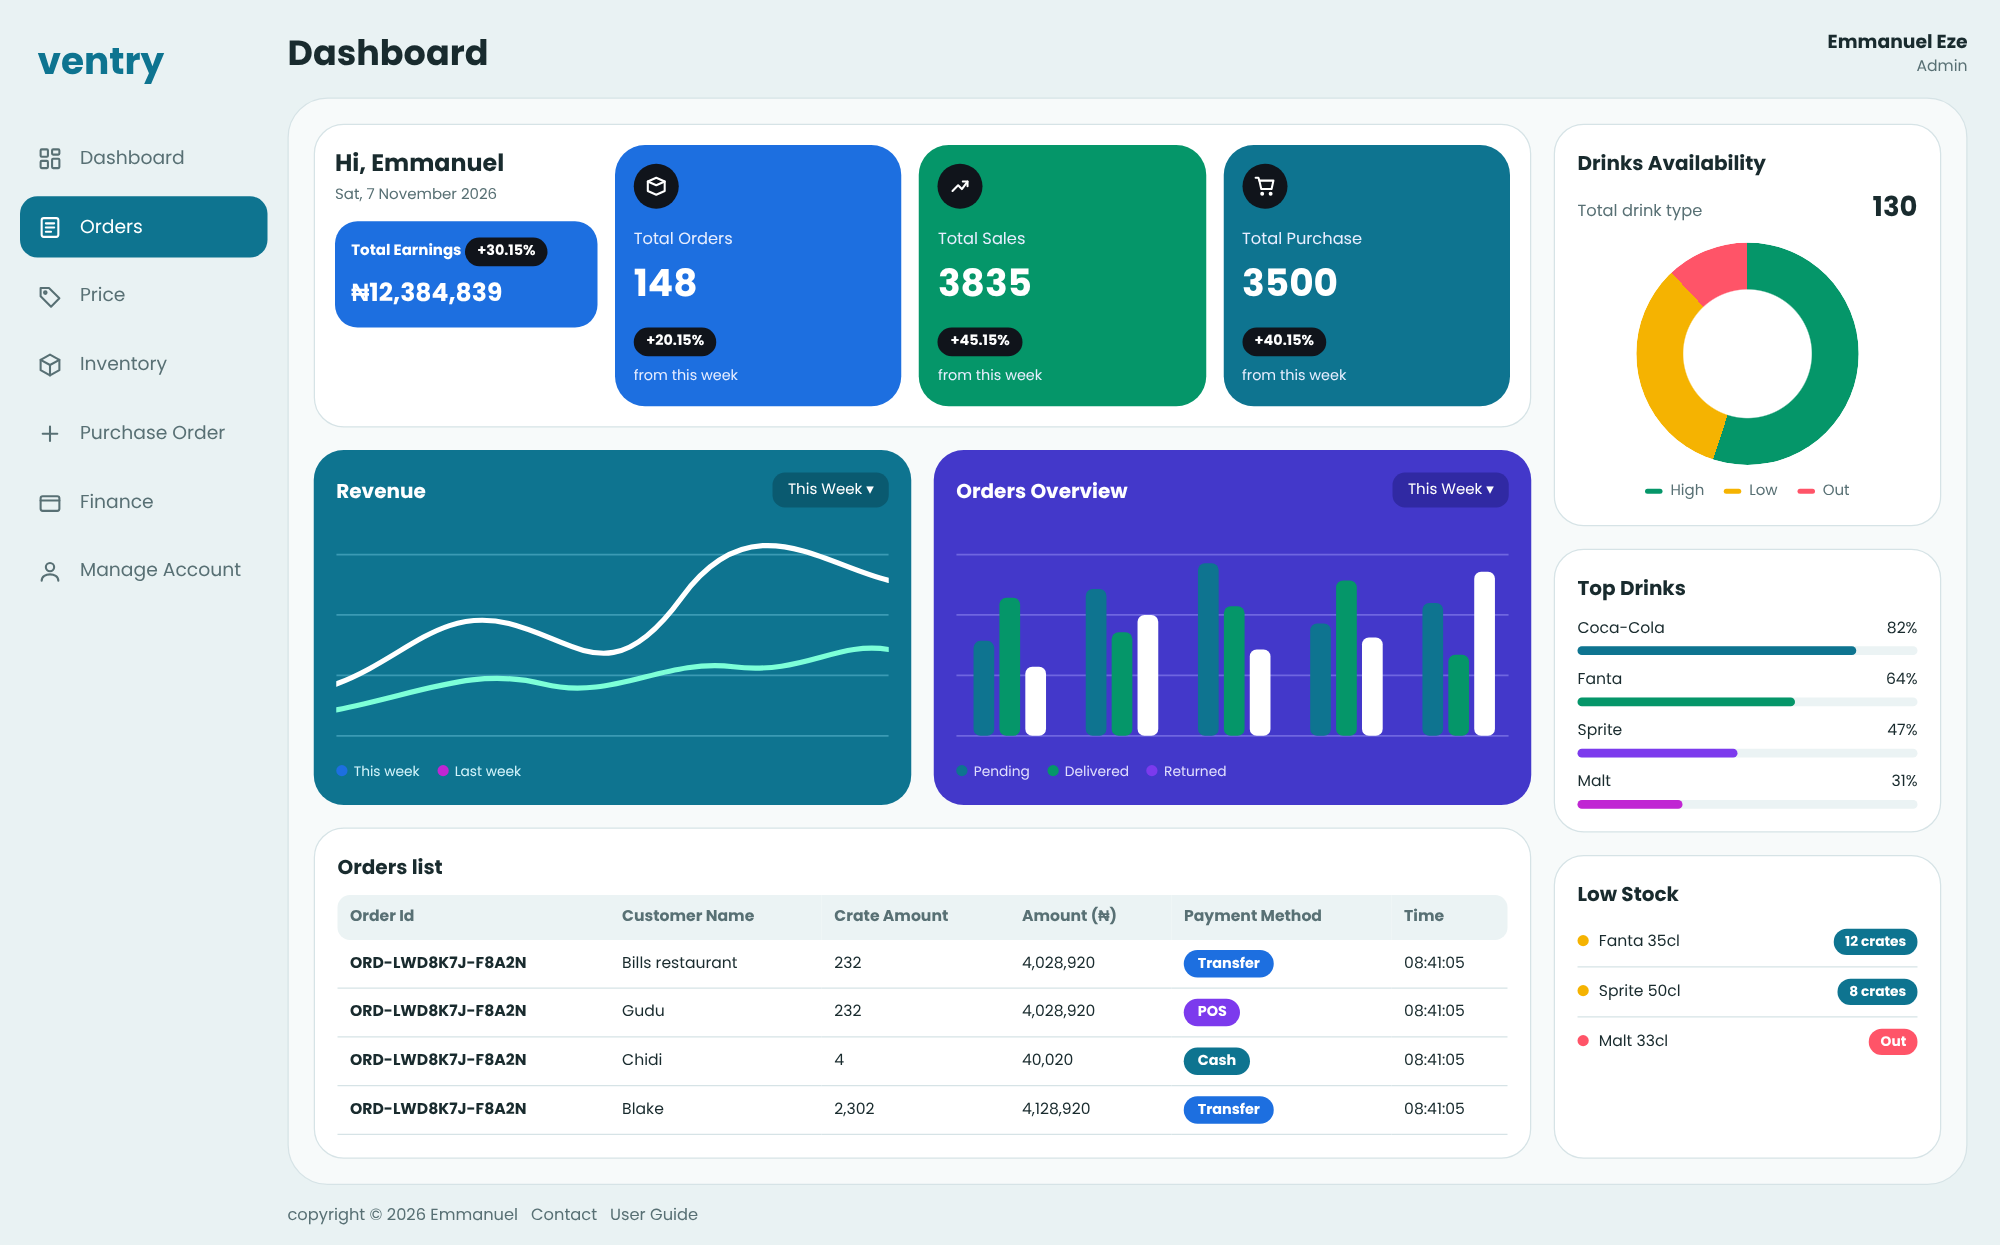 ventry
Dashboard
Orders
Price
Inventory
Purchase Order
Finance
Manage Account
Dashboard
Emmanuel Eze
Admin
Hi, Emmanuel
Sat, 7 November 2026
Total Earnings +30.15%
₦12,384,839
Total Orders
148
+20.15%
from this week
Total Sales
3835
+45.15%
from this week
Total Purchase
3500
+40.15%
from this week
Revenue
This Week ▾
This week Last week
Orders Overview
This Week ▾
Pending Delivered Returned
Orders list
Order Id Customer Name Crate Amount Amount (₦) Payment Method Time
ORD-LWD8K7J-F8A2N Bills restaurant 232 4,028,920 Transfer 08:41:05
ORD-LWD8K7J-F8A2N Gudu 232 4,028,920 POS 08:41:05
ORD-LWD8K7J-F8A2N Chidi 4 40,020 Cash 08:41:05
ORD-LWD8K7J-F8A2N Blake 2,302 4,128,920 Transfer 08:41:05
Drinks Availability
Total drink type 130
High Low Out
Top Drinks
Coca-Cola 82%
Fanta 64%
Sprite 47%
Malt 31%
Low Stock
Fanta 35cl 12 crates
Sprite 50cl 8 crates
Malt 33cl Out
copyright © 2026 Emmanuel Contact User Guide